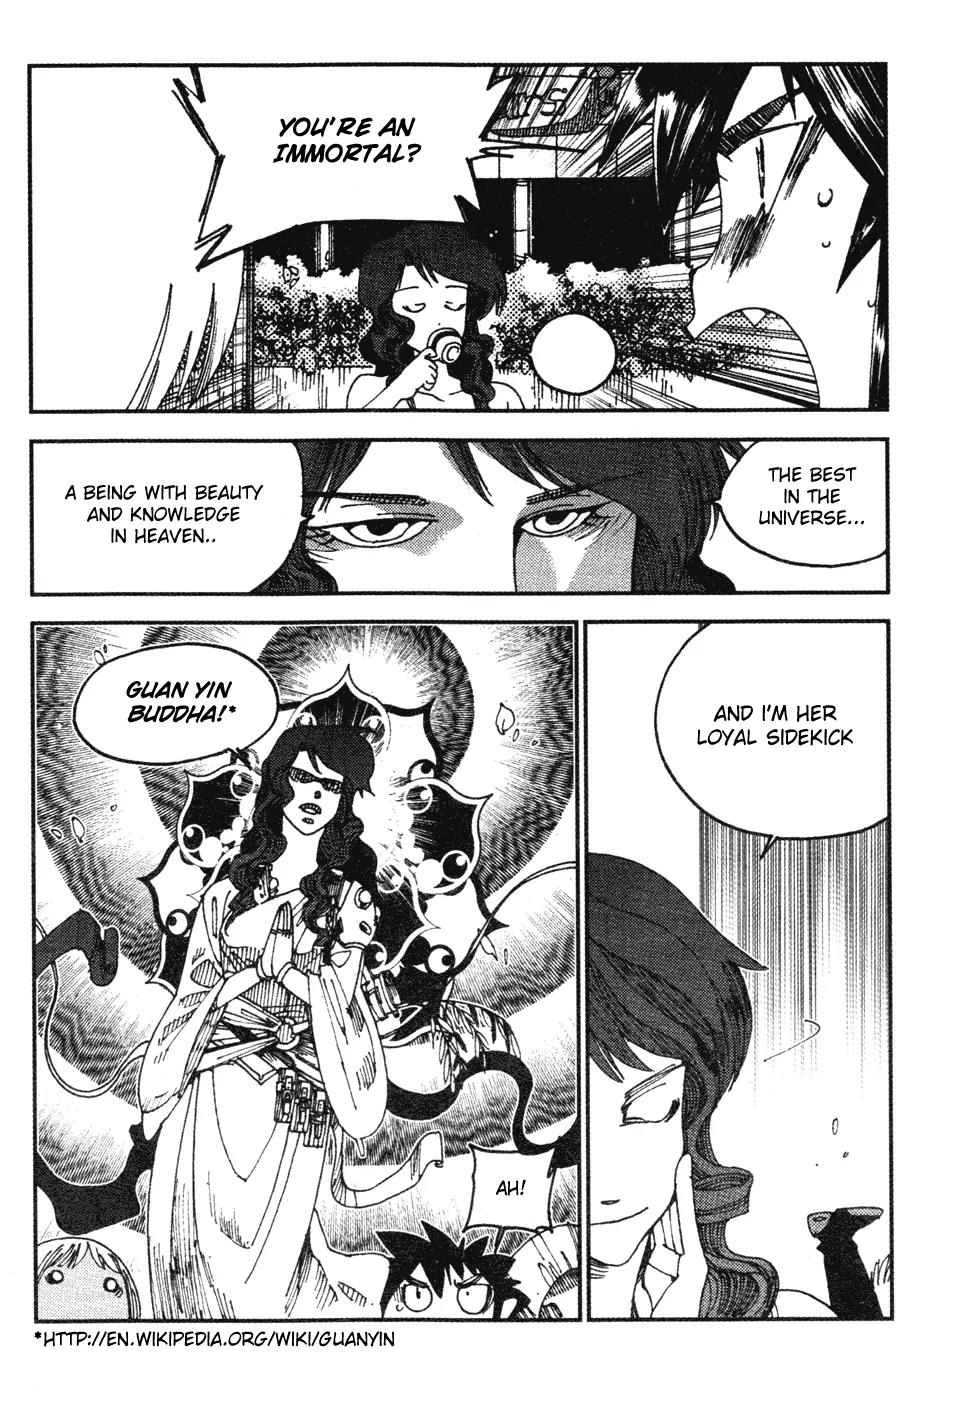 YOU'RE AN
IMMORTAL?
THE BEST
IN THE
UNIVERSE...
A BEING WITH BEAUTY
AND KNOWLEDGE
IN HEAVEN..
AND I'M HER
LOYAL SIDEKICK
GUAN YIN
BUDDHA!*
AH!
*HTTP://EN.WIKIPEDIA.ORG/WIKI/GUANYIN